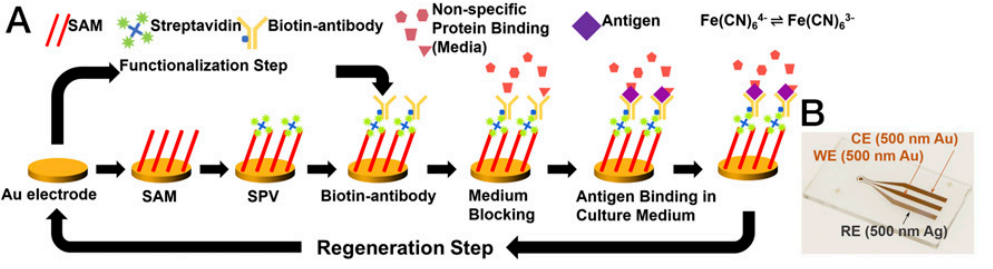 A
SAM
Streptavidin
Biotin-antibody
Non-specific
Protein Binding
(Media)
Antigen
Fe(CN)₆⁴⁻ ⇌ Fe(CN)₆³⁻
Functionalization Step
Au electrode
SAM
SPV
Biotin-antibody
Medium
Blocking
Antigen Binding in
Culture Medium
Regeneration Step
B
CE (500 nm Au)
WE (500 nm Au)
RE (500 nm Ag)